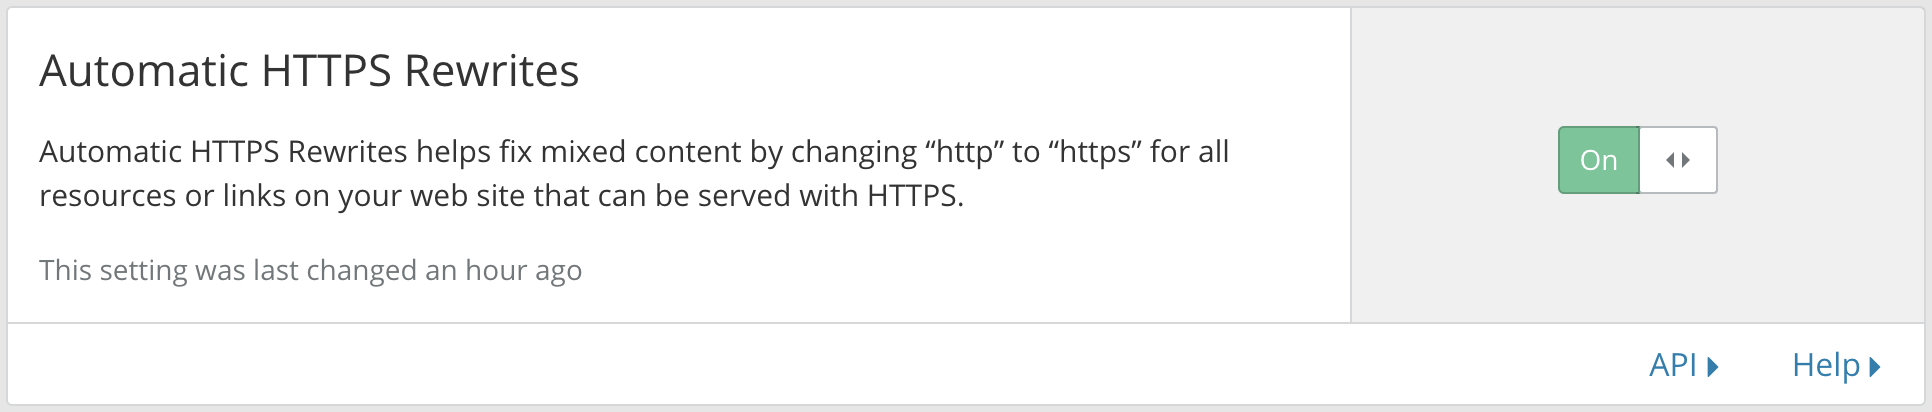 Automatic HTTPS Rewrites
Automatic HTTPS Rewrites helps fix mixed content by changing “http” to “https” for all
resources or links on your web site that can be served with HTTPS.
This setting was last changed an hour ago
On
API
Help